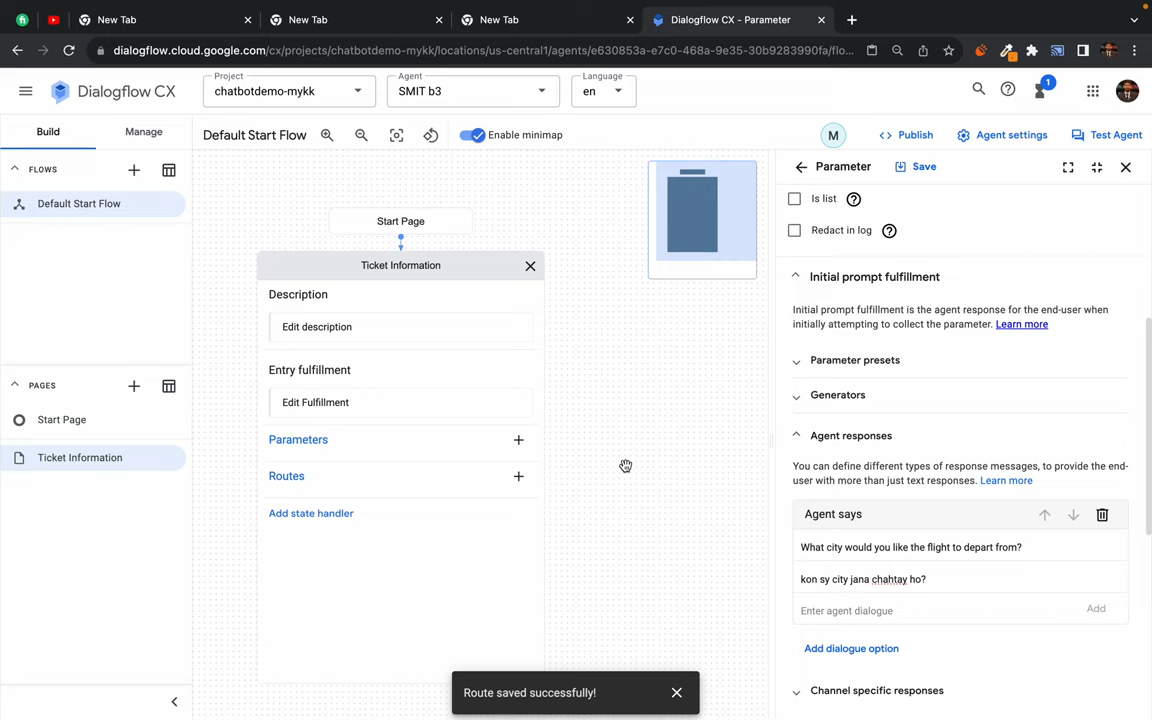 New Tab
New Tab
New Tab
Dialogflow CX - Parameter
dialogflow.cloud.google.com/cx/projects/chatbotdemo-mykk/locations/us-central1/agents/e630853a-e7c0-468a-9e35-30b9283990fa/flo...
Dialogflow CX
Project
chatbotdemo-mykk
Agent
SMIT b3
Language
en
1
Build
Manage
Default Start Flow
Enable minimap
M
Publish
Agent settings
Test Agent
FLOWS
Default Start Flow
PAGES
Start Page
Ticket Information
Start Page
Ticket Information
Description
Edit description
Entry fulfillment
Edit Fulfillment
Parameters
Routes
Add state handler
Parameter
Save
Is list
Redact in log
Initial prompt fulfillment
Initial prompt fulfillment is the agent response for the end-user when
initially attempting to collect the parameter. Learn more
Parameter presets
Generators
Agent responses
You can define different types of response messages, to provide the end-
user with more than just text responses. Learn more
Agent says
What city would you like the flight to depart from?
kon sy city jana chahtay ho?
Enter agent dialogue
Add
Add dialogue option
Channel specific responses
Route saved successfully!